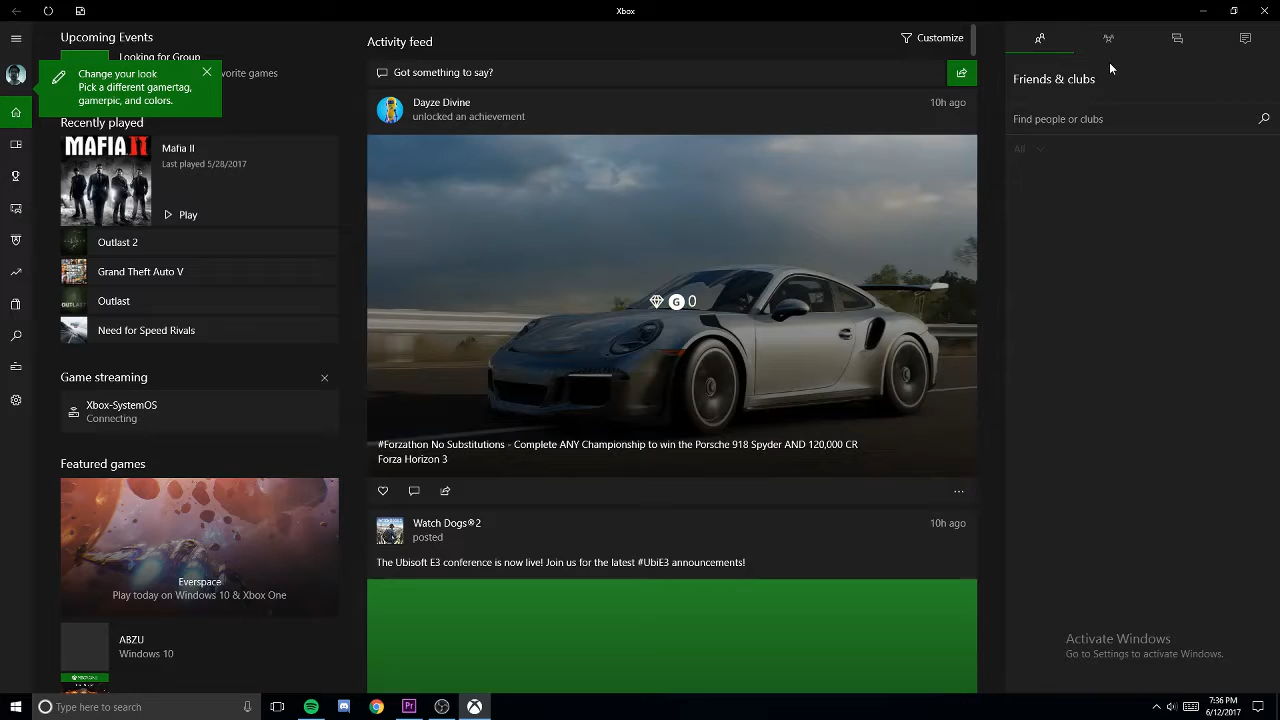 Xbox
Upcoming Events
Looking for Group
vorite games
Change your look
Pick a different gamertag,
gamerpic, and colors.
Recently played
MAFIA II
Mafia II
Last played 5/28/2017
Play
Outlast 2
Grand Theft Auto V
OUTLAST
Outlast
Need for Speed Rivals
Game streaming
Xbox-SystemOS
Connecting
Featured games
Everspace
Play today on Windows 10 & Xbox One
ABZU
Windows 10
Activity feed
Customize
Got something to say?
Dayze Divine
10h ago
unlocked an achievement
G 0
#Forzathon No Substitutions - Complete ANY Championship to win the Porsche 918 Spyder AND 120,000 CR
Forza Horizon 3
...
Watch Dogs®2
10h ago
posted
The Ubisoft E3 conference is now live! Join us for the latest #UbiE3 announcements!
Friends & clubs
Find people or clubs
All
Activate Windows
Go to Settings to activate Windows.
Type here to search
Pr
7:36 PM
6/12/2017